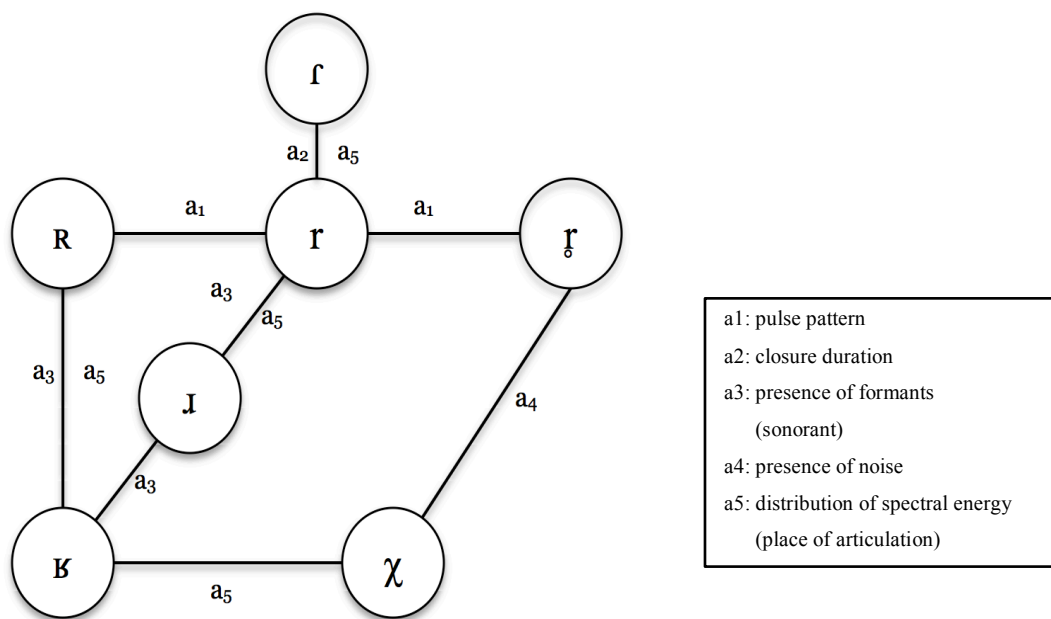 ɾ
a₂ a₅
a₁ a₁
ʀ r r̥
a₃
a₅
a₃ a₅
ɹ
a₄
a₃
ʁ χ
a₅
a1: pulse pattern
a2: closure duration
a3: presence of formants
(sonorant)
a4: presence of noise
a5: distribution of spectral energy
(place of articulation)